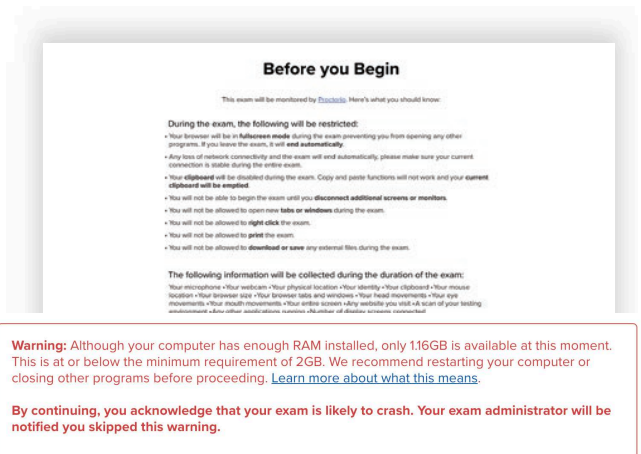 Before you Begin
This exam will be monitored by Proctorio. Here's what you should know:
During the exam, the following will be restricted:
• Your browser will be in fullscreen mode during the exam preventing you from opening any other
programs. If you leave the exam, it will end automatically.
• Any loss of network connectivity and the exam will end automatically, please make sure your current
connection is stable during the entire exam.
• Your clipboard will be disabled during the exam. Copy and paste functions will not work and your current
clipboard will be emptied.
• You will not be able to begin the exam until you disconnect additional screens or monitors.
• You will not be allowed to open new tabs or windows during the exam.
• You will not be allowed to right click the exam.
• You will not be allowed to print the exam.
• You will not be allowed to download or save any external files during the exam.
The following information will be collected during the duration of the exam:
Your microphone • Your webcam • Your physical location • Your identity • Your clipboard • Your mouse
location • Your browser size • Your browser tabs and windows • Your head movements • Your eye
movements • Your mouth movements • Your entire screen • Any website you visit • A scan of your testing
environment • Any other applications running • Number of display screens connected
Warning: Although your computer has enough RAM installed, only 1.16GB is available at this moment.
This is at or below the minimum requirement of 2GB. We recommend restarting your computer or
closing other programs before proceeding. Learn more about what this means.
By continuing, you acknowledge that your exam is likely to crash. Your exam administrator will be
notified you skipped this warning.